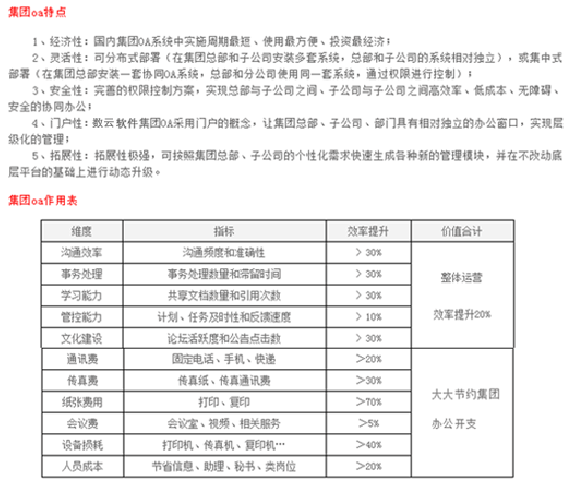 集团oa特点
1、经济性：国内集团OA系统中实施周期最短、使用最方便、投资最经济；
2、灵活性：可分布式部署（在集团总部和子公司安装多套系统，总部和子公司的系统相对独立），或集中式
部署（在集团总部安装一套协同OA系统，总部和分公司使用同一套系统，通过权限进行控制）；
3、安全性：完善的权限控制方案，实现总部与子公司之间、子公司与子公司之间高效率、低成本、无障碍、
安全的协同办公；
4、门户性：数云软件集团OA采用门户的概念，让集团总部、子公司、部门具有相对独立的办公窗口，实现层
级化的管理；
5、拓展性：拓展性极强，可按照集团总部、子公司的个性化需求快速生成各种新的管理模块，并在不改动底
层平台的基础上进行动态升级。
集团oa作用表
维度 指标 效率提升 价值合计
沟通效率 沟通频度和准确性 > 30%
事务处理 事务处理数量和滞留时间 > 30%
学习能力 共享文档数量和引用次数 > 30%
管控能力 计划、任务及时性和反馈速度 > 10%
文化建设 论坛活跃度和公告点击数 > 30%
整体运营
效率提升20%
通讯费 固定电话、手机、快递 >20%
传真费 传真纸、传真通讯费 >30%
纸张费用 打印、复印 >70%
会议费 会议室、视频、相关服务 >5%
设备损耗 打印机、传真机、复印机… >40%
人员成本 节省信息、助理、秘书、类岗位 >20%
大大节约集团
办公开支